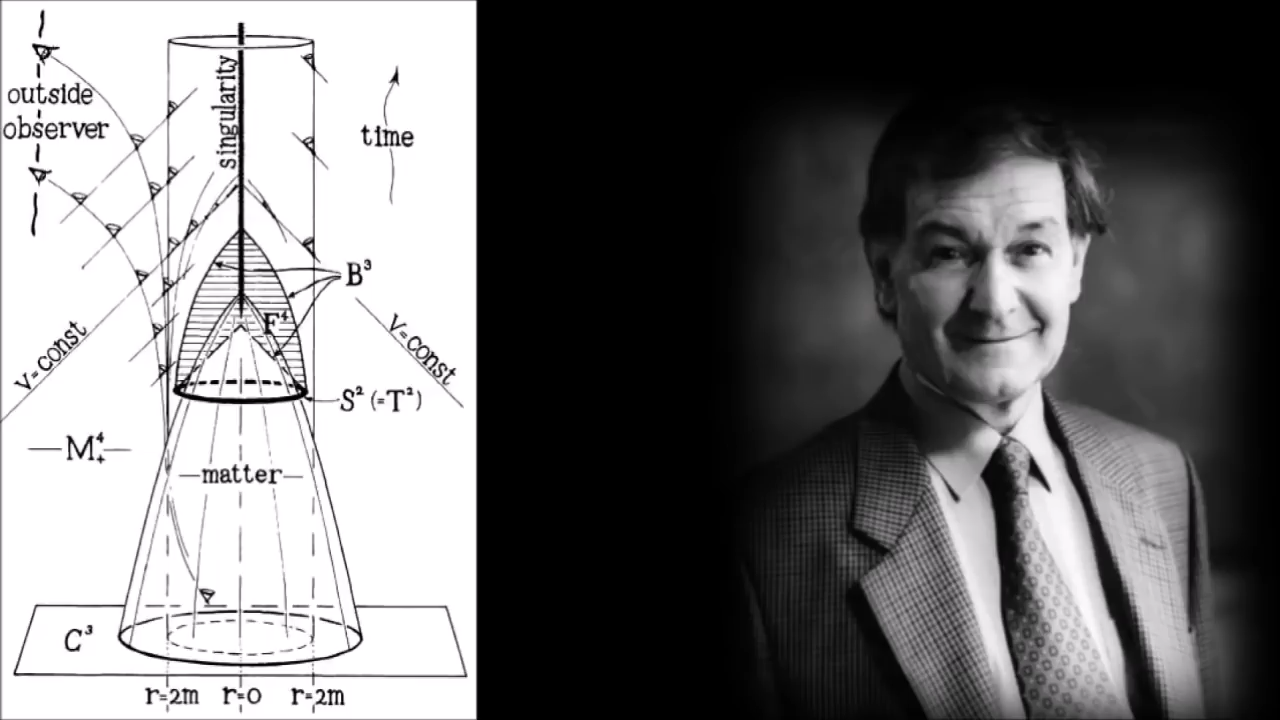 outside
observer
singularity
time
B³
F⁴
V=const
V=const
S² (=T²)
M⁴₊
matter
C³
r=2m
r=0
r=2m